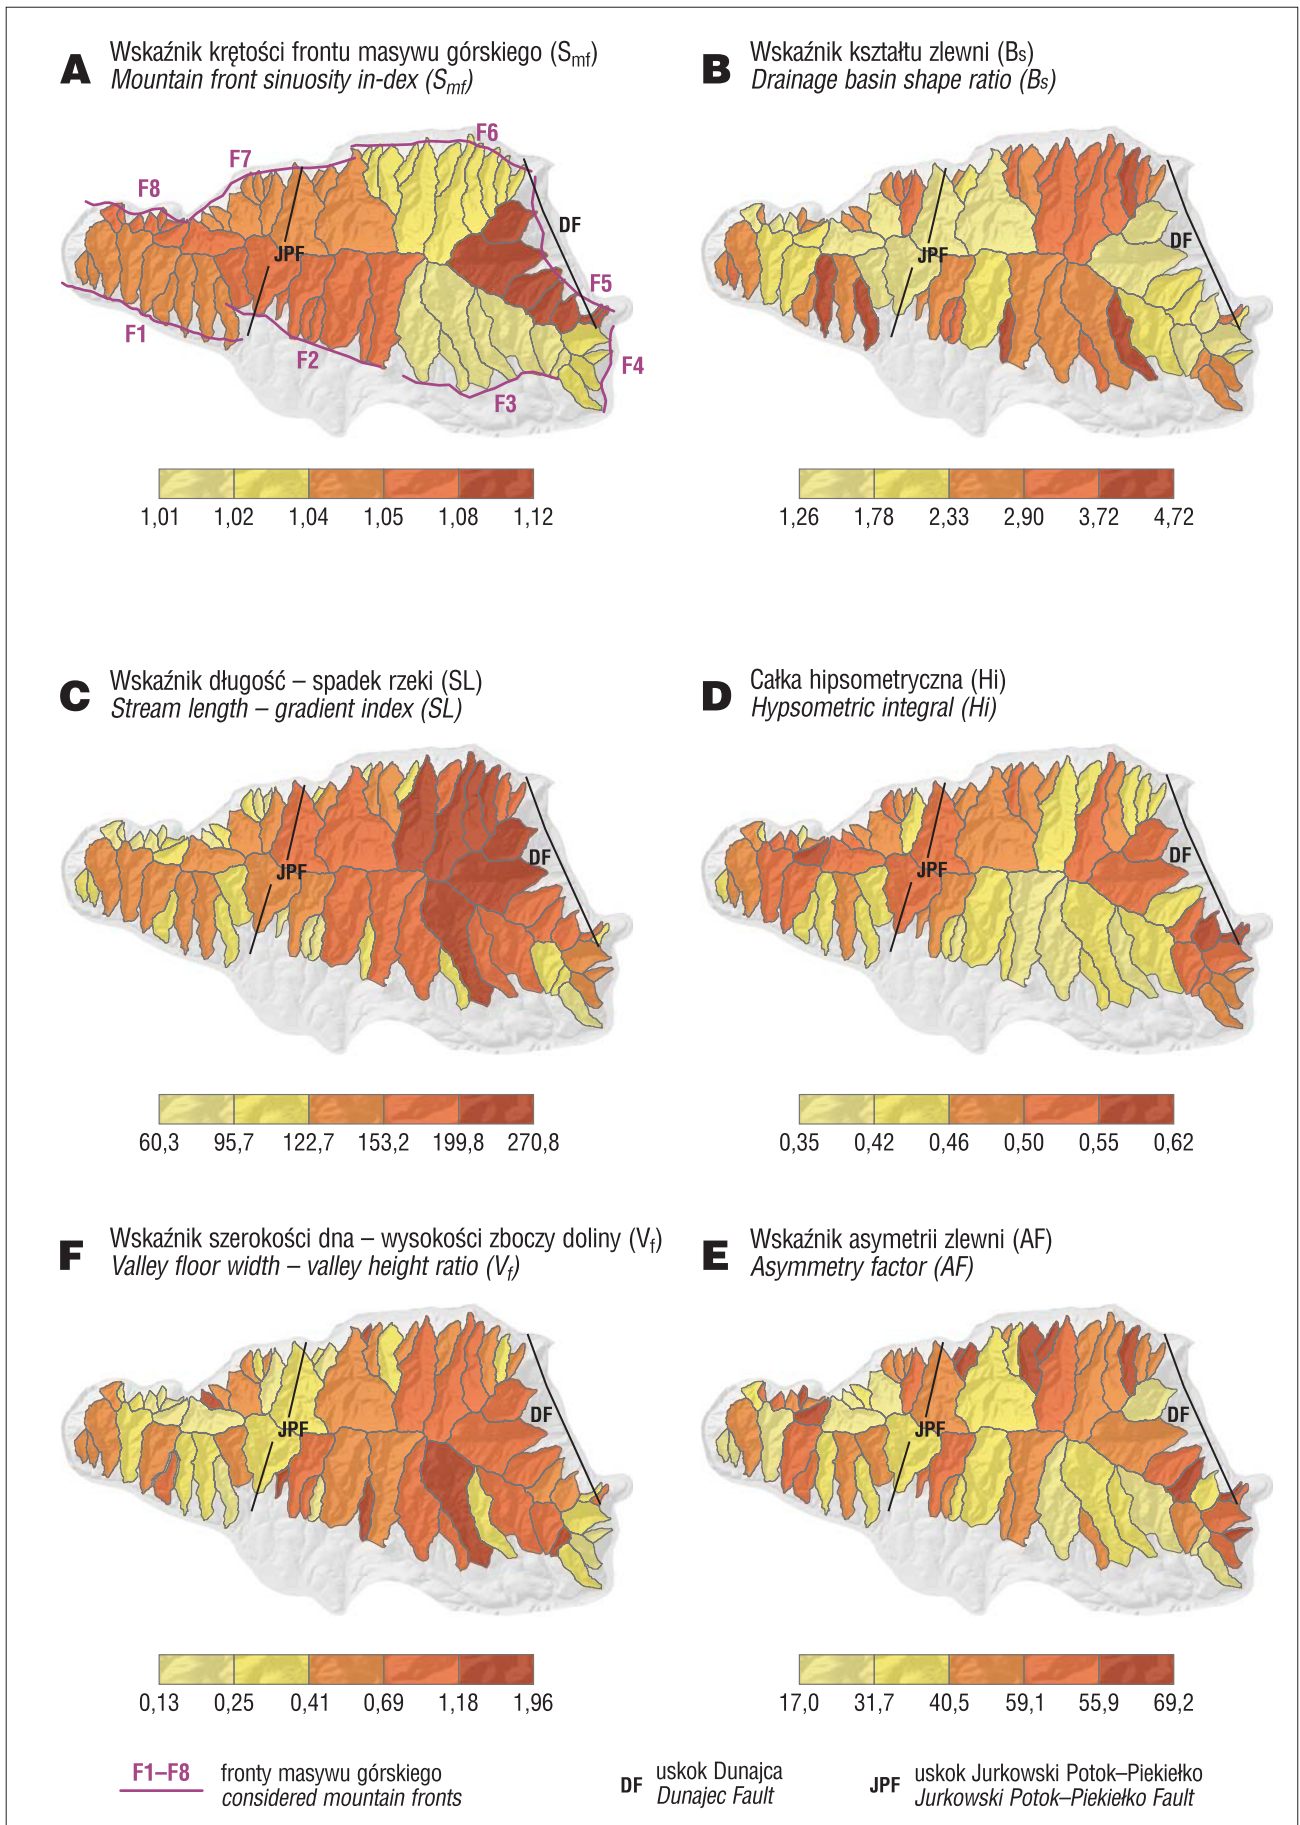 A
Wskaźnik krętości frontu masywu górskiego (Smf)
Mountain front sinuosity in-dex (Smf)
F6
F7
F8
DF
JPF
F5
F1
F2
F4
F3
1,01 1,02 1,04 1,05 1,08 1,12
B
Wskaźnik kształtu zlewni (Bs)
Drainage basin shape ratio (Bs)
DF
JPF
1,26 1,78 2,33 2,90 3,72 4,72
C
Wskaźnik długość – spadek rzeki (SL)
Stream length – gradient index (SL)
DF
JPF
60,3 95,7 122,7 153,2 199,8 270,8
D
Całka hipsometryczna (Hi)
Hypsometric integral (Hi)
DF
JPF
0,35 0,42 0,46 0,50 0,55 0,62
F
Wskaźnik szerokości dna – wysokości zboczy doliny (Vf)
Valley floor width – valley height ratio (Vf)
DF
JPF
0,13 0,25 0,41 0,69 1,18 1,96
E
Wskaźnik asymetrii zlewni (AF)
Asymmetry factor (AF)
DF
JPF
17,0 31,7 40,5 59,1 55,9 69,2
F1–F8
fronty masywu górskiego
considered mountain fronts
DF
uskok Dunajca
Dunajec Fault
JPF
uskok Jurkowski Potok–Piekiełko
Jurkowski Potok–Piekiełko Fault